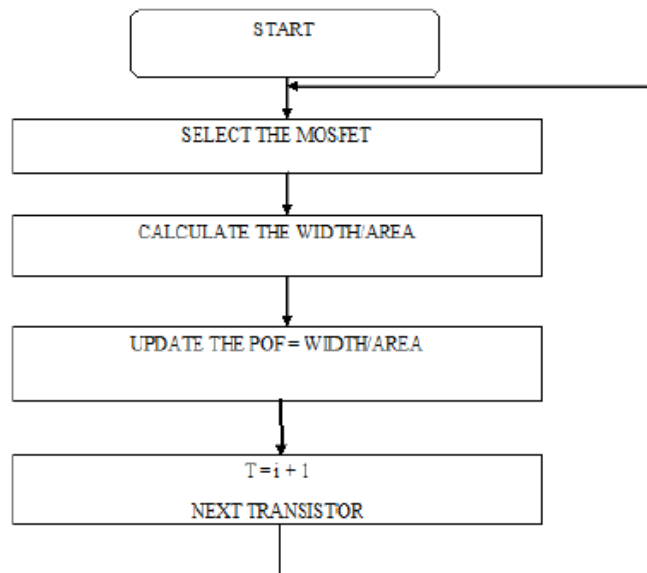 START
SELECT THE MOSFET
CALCULATE THE WIDTH/AREA
UPDATE THE POF = WIDTH/AREA
T = i + 1
NEXT TRANSISTOR